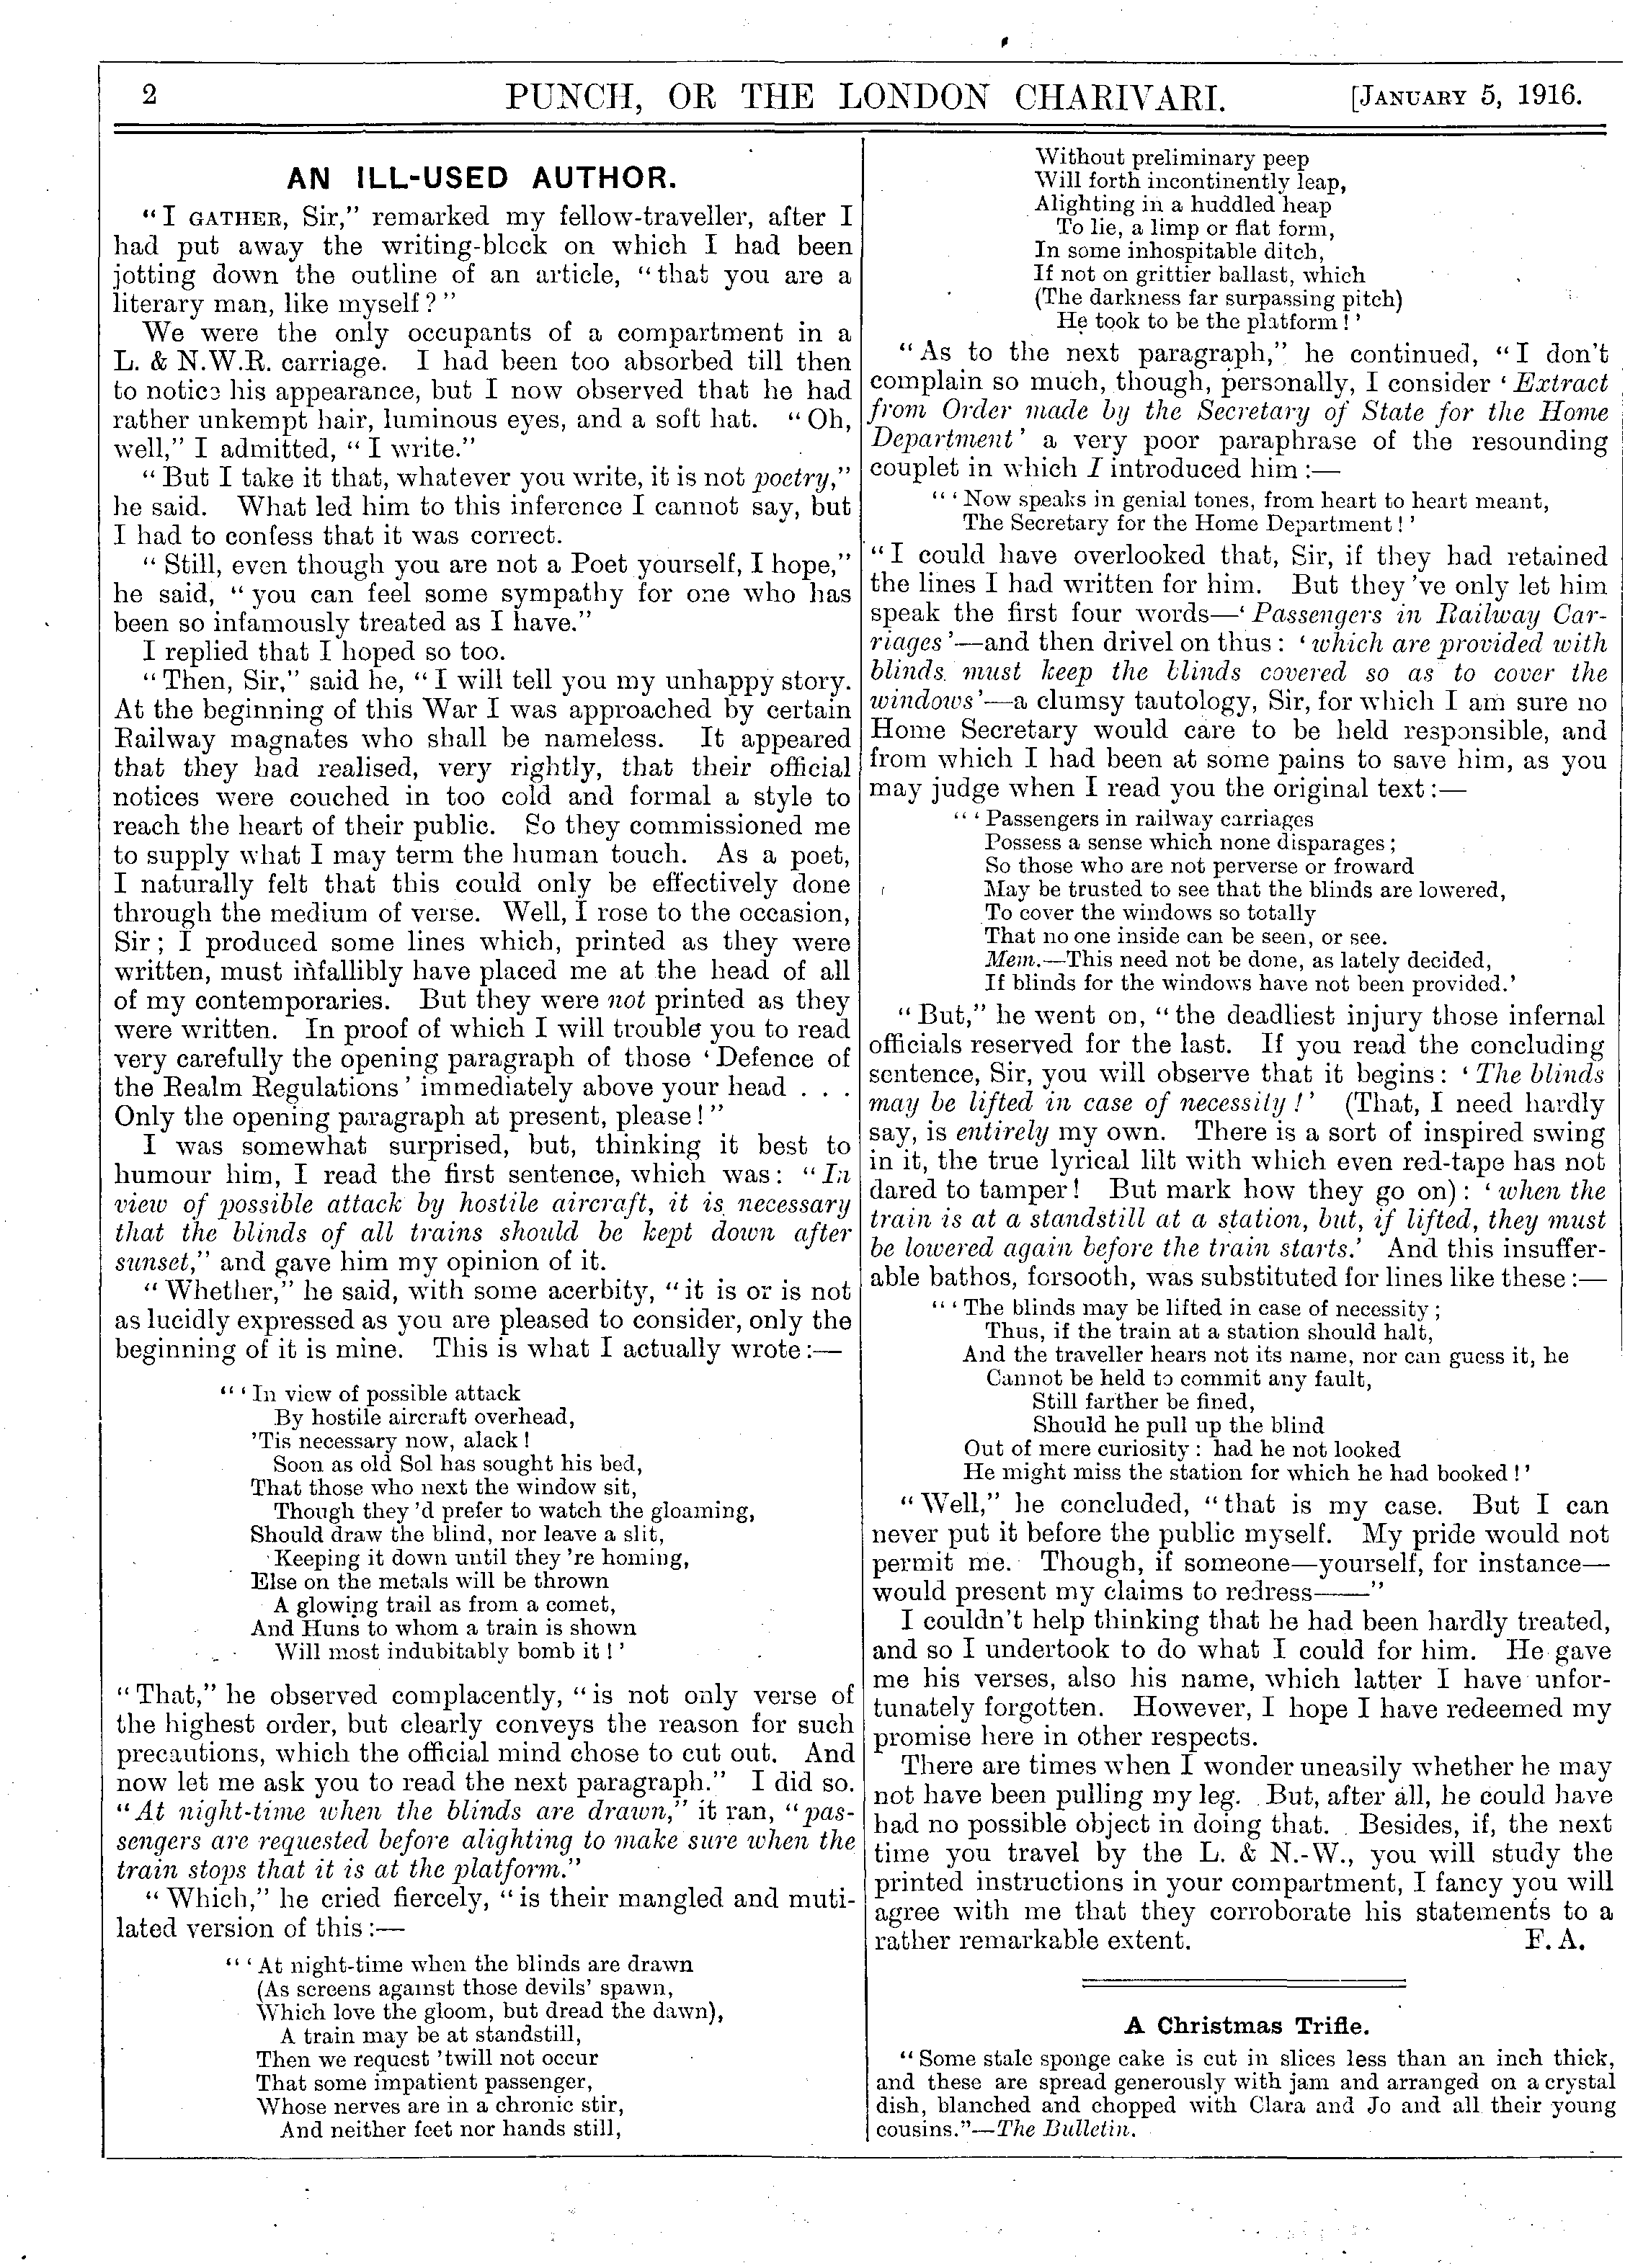 2
PUNCH, OR THE LONDON CHARIVARI.
[JANUARY 5, 1916.
AN ILL-USED AUTHOR.
“I GATHER, Sir,” remarked my fellow-traveller, after I
had put away the writing-block on which I had been
jotting down the outline of an article, “that you are a
literary man, like myself?”
We were the only occupants of a compartment in a
L. & N.W.R. carriage. I had been too absorbed till then
to notice his appearance, but I now observed that he had
rather unkempt hair, luminous eyes, and a soft hat. “Oh,
well,” I admitted, “I write.”
“But I take it that, whatever you write, it is not poetry,”
he said. What led him to this inference I cannot say, but
I had to confess that it was correct.
“Still, even though you are not a Poet yourself, I hope,”
he said, “you can feel some sympathy for one who has
been so infamously treated as I have.”
I replied that I hoped so too.
“Then, Sir,” said he, “I will tell you my unhappy story.
At the beginning of this War I was approached by certain
Railway magnates who shall be nameless. It appeared
that they had realised, very rightly, that their official
notices were couched in too cold and formal a style to
reach the heart of their public. So they commissioned me
to supply what I may term the human touch. As a poet,
I naturally felt that this could only be effectively done
through the medium of verse. Well, I rose to the occasion,
Sir; I produced some lines which, printed as they were
written, must infallibly have placed me at the head of all
of my contemporaries. But they were not printed as they
were written. In proof of which I will trouble you to read
very carefully the opening paragraph of those ‘Defence of
the Realm Regulations’ immediately above your head . . .
Only the opening paragraph at present, please!”
I was somewhat surprised, but, thinking it best to
humour him, I read the first sentence, which was: “In
view of possible attack by hostile aircraft, it is necessary
that the blinds of all trains should be kept down after
sunset,” and gave him my opinion of it.
“Whether,” he said, with some acerbity, “it is or is not
as lucidly expressed as you are pleased to consider, only the
beginning of it is mine. This is what I actually wrote:—
“‘In view of possible attack
By hostile aircraft overhead,
’Tis necessary now, alack!
Soon as old Sol has sought his bed,
That those who next the window sit,
Though they’d prefer to watch the gloaming,
Should draw the blind, nor leave a slit,
Keeping it down until they’re homing,
Else on the metals will be thrown
A glowing trail as from a comet,
And Huns to whom a train is shown
Will most indubitably bomb it!’
“That,” he observed complacently, “is not only verse of
the highest order, but clearly conveys the reason for such
precautions, which the official mind chose to cut out. And
now let me ask you to read the next paragraph.” I did so.
“At night-time when the blinds are drawn,” it ran, “pas-
sengers are requested before alighting to make sure when the
train stops that it is at the platform.”
“Which,” he cried fiercely, “is their mangled and muti-
lated version of this:—
“‘At night-time when the blinds are drawn
(As screens against those devils’ spawn,
Which love the gloom, but dread the dawn),
A train may be at standstill,
Then we request ’twill not occur
That some impatient passenger,
Whose nerves are in a chronic stir,
And neither feet nor hands still,
Without preliminary peep
Will forth incontinently leap,
Alighting in a huddled heap
To lie, a limp or flat form,
In some inhospitable ditch,
If not on grittier ballast, which
(The darkness far surpassing pitch)
He took to be the platform!’
“As to the next paragraph,” he continued, “I don’t
complain so much, though, personally, I consider ‘Extract
from Order made by the Secretary of State for the Home
Department’ a very poor paraphrase of the resounding
couplet in which I introduced him:—
“‘Now speaks in genial tones, from heart to heart meant,
The Secretary for the Home Department!’
“I could have overlooked that, Sir, if they had retained
the lines I had written for him. But they’ve only let him
speak the first four words—‘Passengers in Railway Car-
riages’—and then drivel on thus: ‘which are provided with
blinds must keep the blinds covered so as to cover the
windows’—a clumsy tautology, Sir, for which I am sure no
Home Secretary would care to be held responsible, and
from which I had been at some pains to save him, as you
may judge when I read you the original text:—
“‘Passengers in railway carriages
Possess a sense which none disparages;
So those who are not perverse or froward
May be trusted to see that the blinds are lowered,
To cover the windows so totally
That no one inside can be seen, or see.
Mem.—This need not be done, as lately decided,
If blinds for the windows have not been provided.’
“But,” he went on, “the deadliest injury those infernal
officials reserved for the last. If you read the concluding
sentence, Sir, you will observe that it begins: ‘The blinds
may be lifted in case of necessity!’ (That, I need hardly
say, is entirely my own. There is a sort of inspired swing
in it, the true lyrical lilt with which even red-tape has not
dared to tamper! But mark how they go on): ‘when the
train is at a standstill at a station, but, if lifted, they must
be lowered again before the train starts.’ And this insuffer-
able bathos, forsooth, was substituted for lines like these:—
“‘The blinds may be lifted in case of necessity;
Thus, if the train at a station should halt,
And the traveller hears not its name, nor can guess it, he
Cannot be held to commit any fault,
Still farther be fined,
Should he pull up the blind
Out of mere curiosity: had he not looked
He might miss the station for which he had booked!’
“Well,” he concluded, “that is my case. But I can
never put it before the public myself. My pride would not
permit me. Though, if someone—yourself, for instance—
would present my claims to redress——”
I couldn’t help thinking that he had been hardly treated,
and so I undertook to do what I could for him. He gave
me his verses, also his name, which latter I have unfor-
tunately forgotten. However, I hope I have redeemed my
promise here in other respects.
There are times when I wonder uneasily whether he may
not have been pulling my leg. But, after all, he could have
had no possible object in doing that. Besides, if, the next
time you travel by the L. & N.-W., you will study the
printed instructions in your compartment, I fancy you will
agree with me that they corroborate his statements to a
rather remarkable extent. F. A.
A Christmas Trifle.
“Some stale sponge cake is cut in slices less than an inch thick,
and these are spread generously with jam and arranged on a crystal
dish, blanched and chopped with Clara and Jo and all their young
cousins.”—The Bulletin.